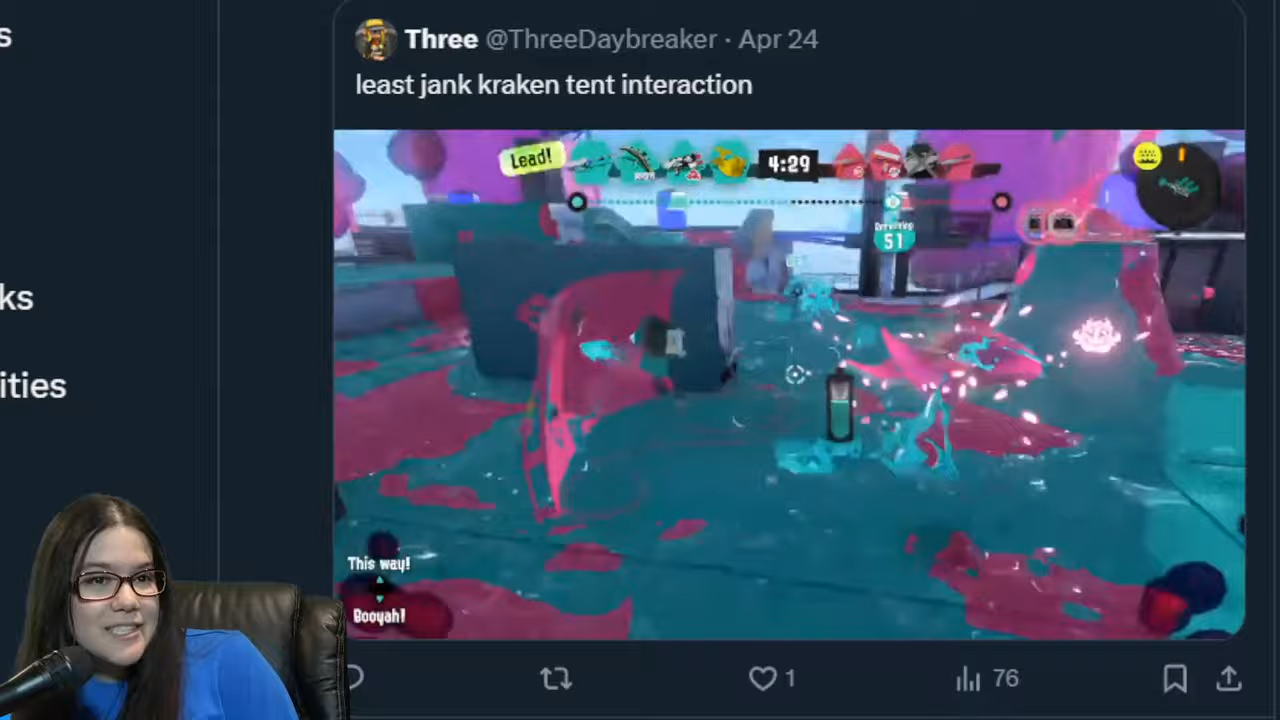 s
Three @ThreeDaybreaker · Apr 24
least jank kraken tent interaction
Lead!
4:29
Remaining
51
ks
ities
This way!
Booyah!
1
76